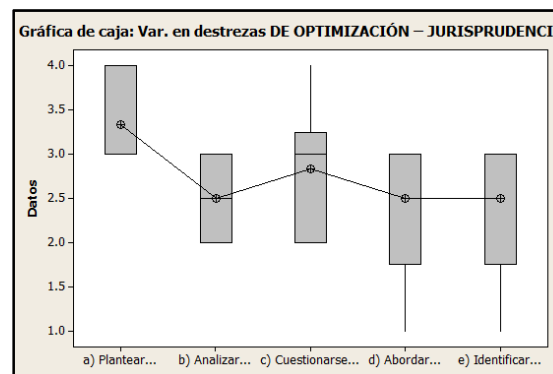 Gráfica de caja: Var. en destrezas DE OPTIMIZACIÓN – JURISPRUDENCI
4.0
3.5
3.0
2.5
2.0
1.5
1.0
Datos
a) Plantear... b) Analizar... c) Cuestionarse... d) Abordar... e) Identificar...